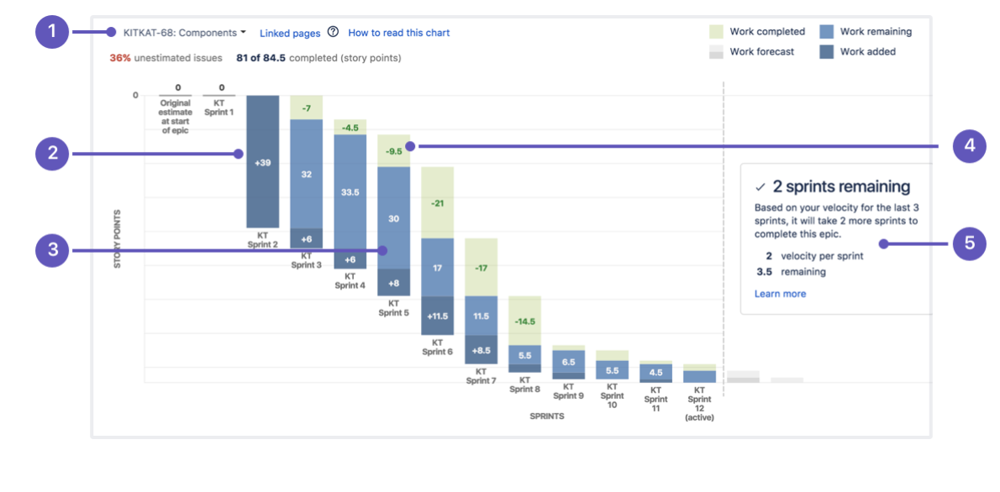 1
KITKAT-68: Components
Linked pages
?
How to read this chart
Work completed
Work remaining
36% unestimated issues
81 of 84.5 completed (story points)
Work forecast
Work added
0
0
0
Original
estimate
at start
of epic
KT
Sprint 1
-7
-4.5
2
+39
-9.5
4
32
33.5
2 sprints remaining
Based on your velocity for the last 3
sprints, it will take 2 more sprints to
complete this epic.
-21
30
STORY POINTS
KT
Sprint 2
+6
3
5
2 velocity per sprint
KT
Sprint 3
+6
17
-17
3.5 remaining
KT
Sprint 4
+8
Learn more
KT
Sprint 5
+11.5
11.5
-14.5
KT
Sprint 6
+8.5
5.5
6.5
KT
Sprint 7
5.5
4.5
KT
Sprint 8
KT
Sprint 9
KT
Sprint
10
KT
Sprint
11
KT
Sprint
12
(active)
SPRINTS